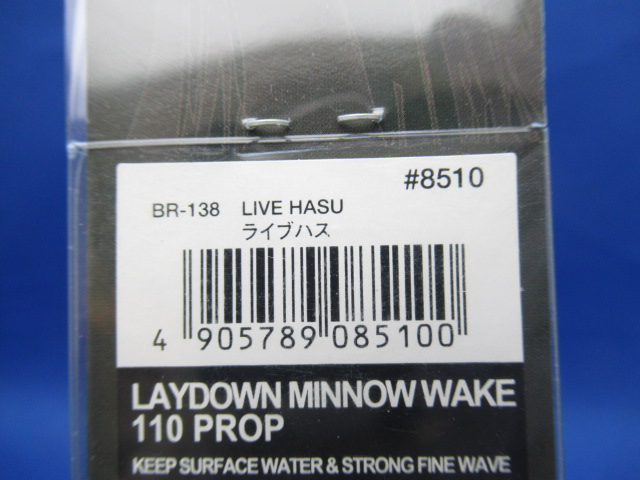 #8510
BR-138 LIVE HASU
ライブハス
4 905789 085100
LAYDOWN MINNOW WAKE
110 PROP
KEEP SURFACE WATER & STRONG FINE WAVE